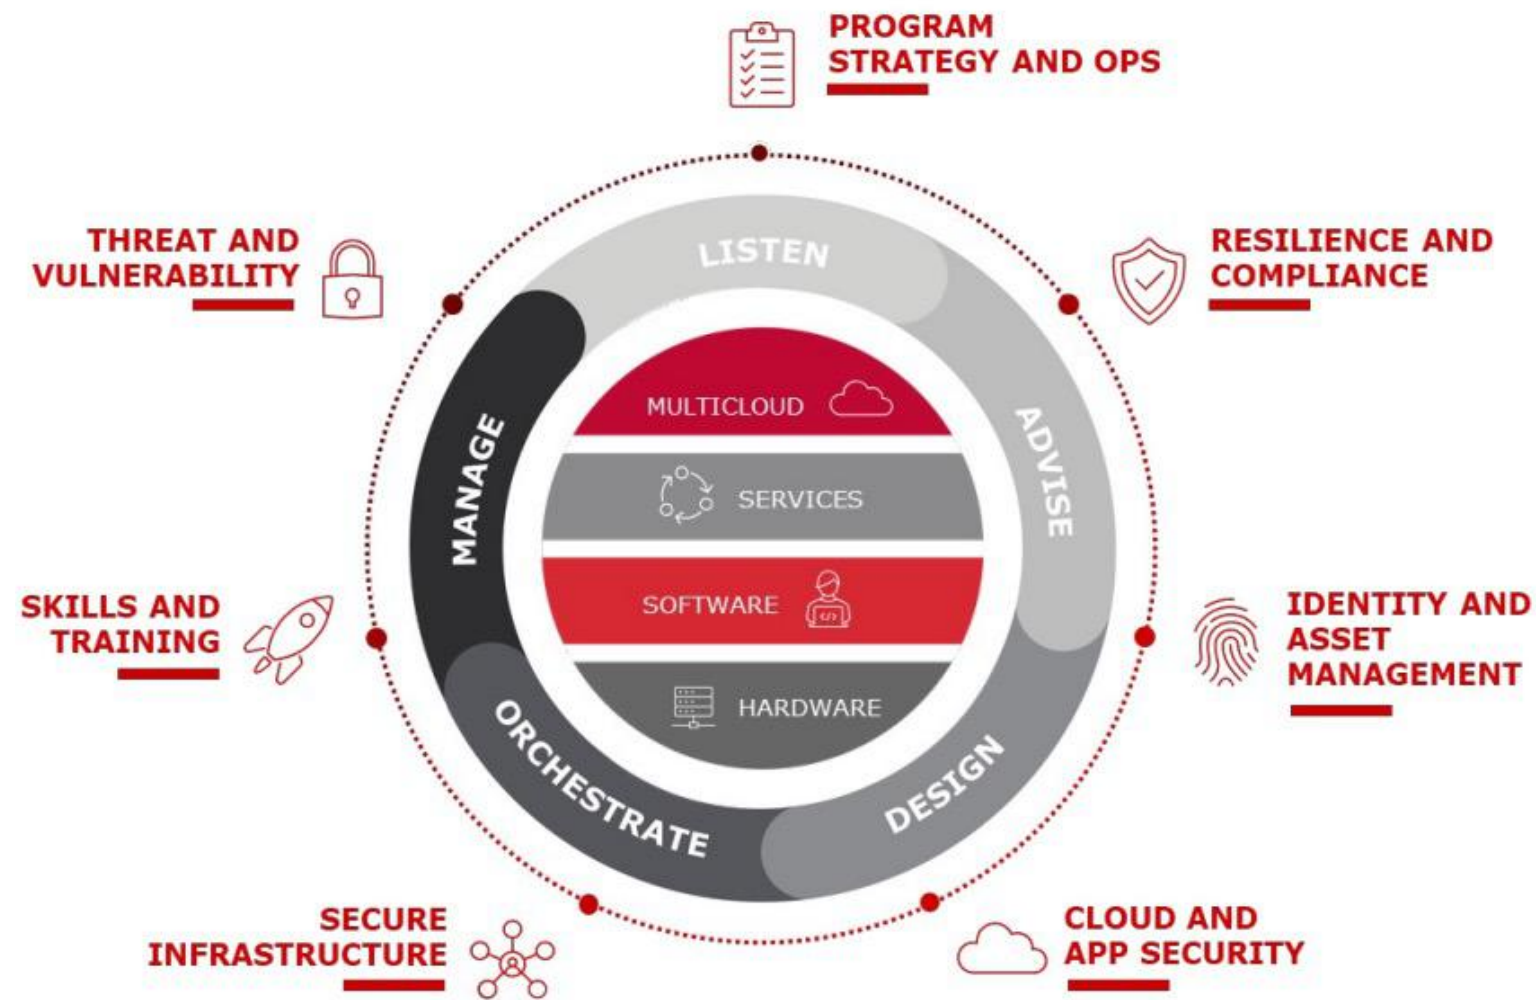 PROGRAM
STRATEGY AND OPS
THREAT AND
VULNERABILITY
RESILIENCE AND
COMPLIANCE
LISTEN
ADVISE
MANAGE
MULTICLOUD
SERVICES
SOFTWARE
</>
HARDWARE
SKILLS AND
TRAINING
IDENTITY AND
ASSET
MANAGEMENT
ORCHESTRATE
DESIGN
SECURE
INFRASTRUCTURE
CLOUD AND
APP SECURITY